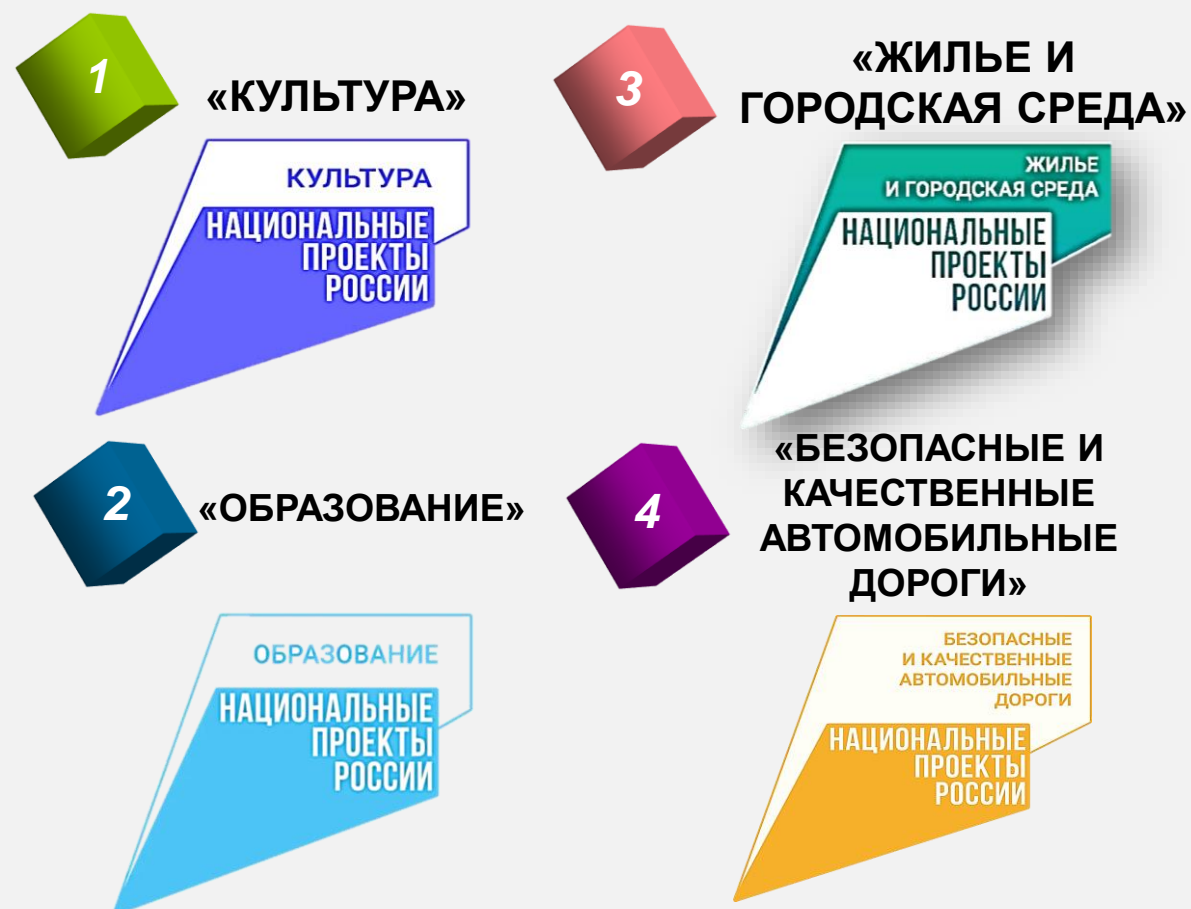 1
«КУЛЬТУРА»
КУЛЬТУРА
НАЦИОНАЛЬНЫЕ
ПРОЕКТЫ
РОССИИ
2
«ОБРАЗОВАНИЕ»
ОБРАЗОВАНИЕ
НАЦИОНАЛЬНЫЕ
ПРОЕКТЫ
РОССИИ
3
«ЖИЛЬЕ И
ГОРОДСКАЯ СРЕДА»
ЖИЛЬЕ
И ГОРОДСКАЯ СРЕДА
НАЦИОНАЛЬНЫЕ
ПРОЕКТЫ
РОССИИ
4
«БЕЗОПАСНЫЕ И
КАЧЕСТВЕННЫЕ
АВТОМОБИЛЬНЫЕ
ДОРОГИ»
БЕЗОПАСНЫЕ
И КАЧЕСТВЕННЫЕ
АВТОМОБИЛЬНЫЕ
ДОРОГИ
НАЦИОНАЛЬНЫЕ
ПРОЕКТЫ
РОССИИ